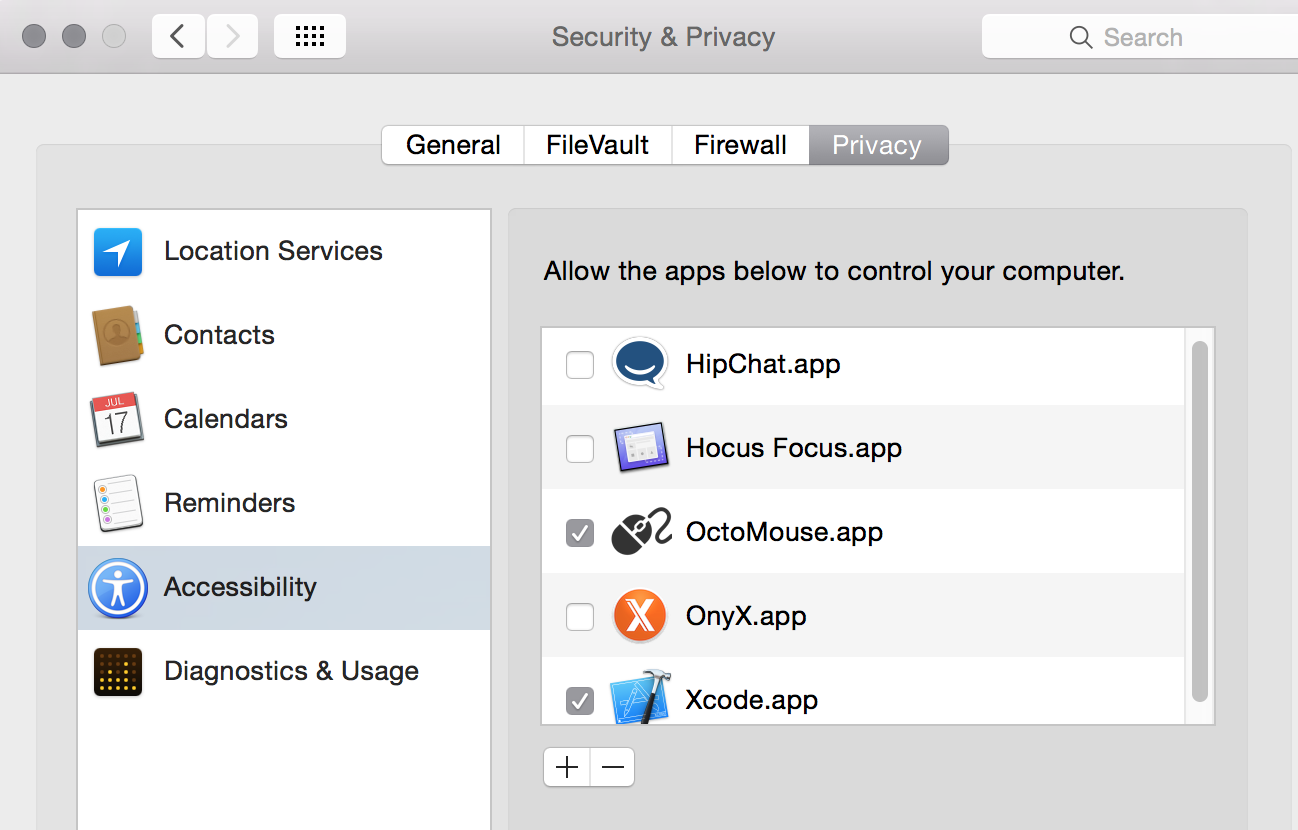 Security & Privacy
Search
General
FileVault
Firewall
Privacy
Location Services
Contacts
JUL
17
Calendars
Reminders
Accessibility
Diagnostics & Usage
Allow the apps below to control your computer.
HipChat.app
Hocus Focus.app
OctoMouse.app
OnyX.app
Xcode.app